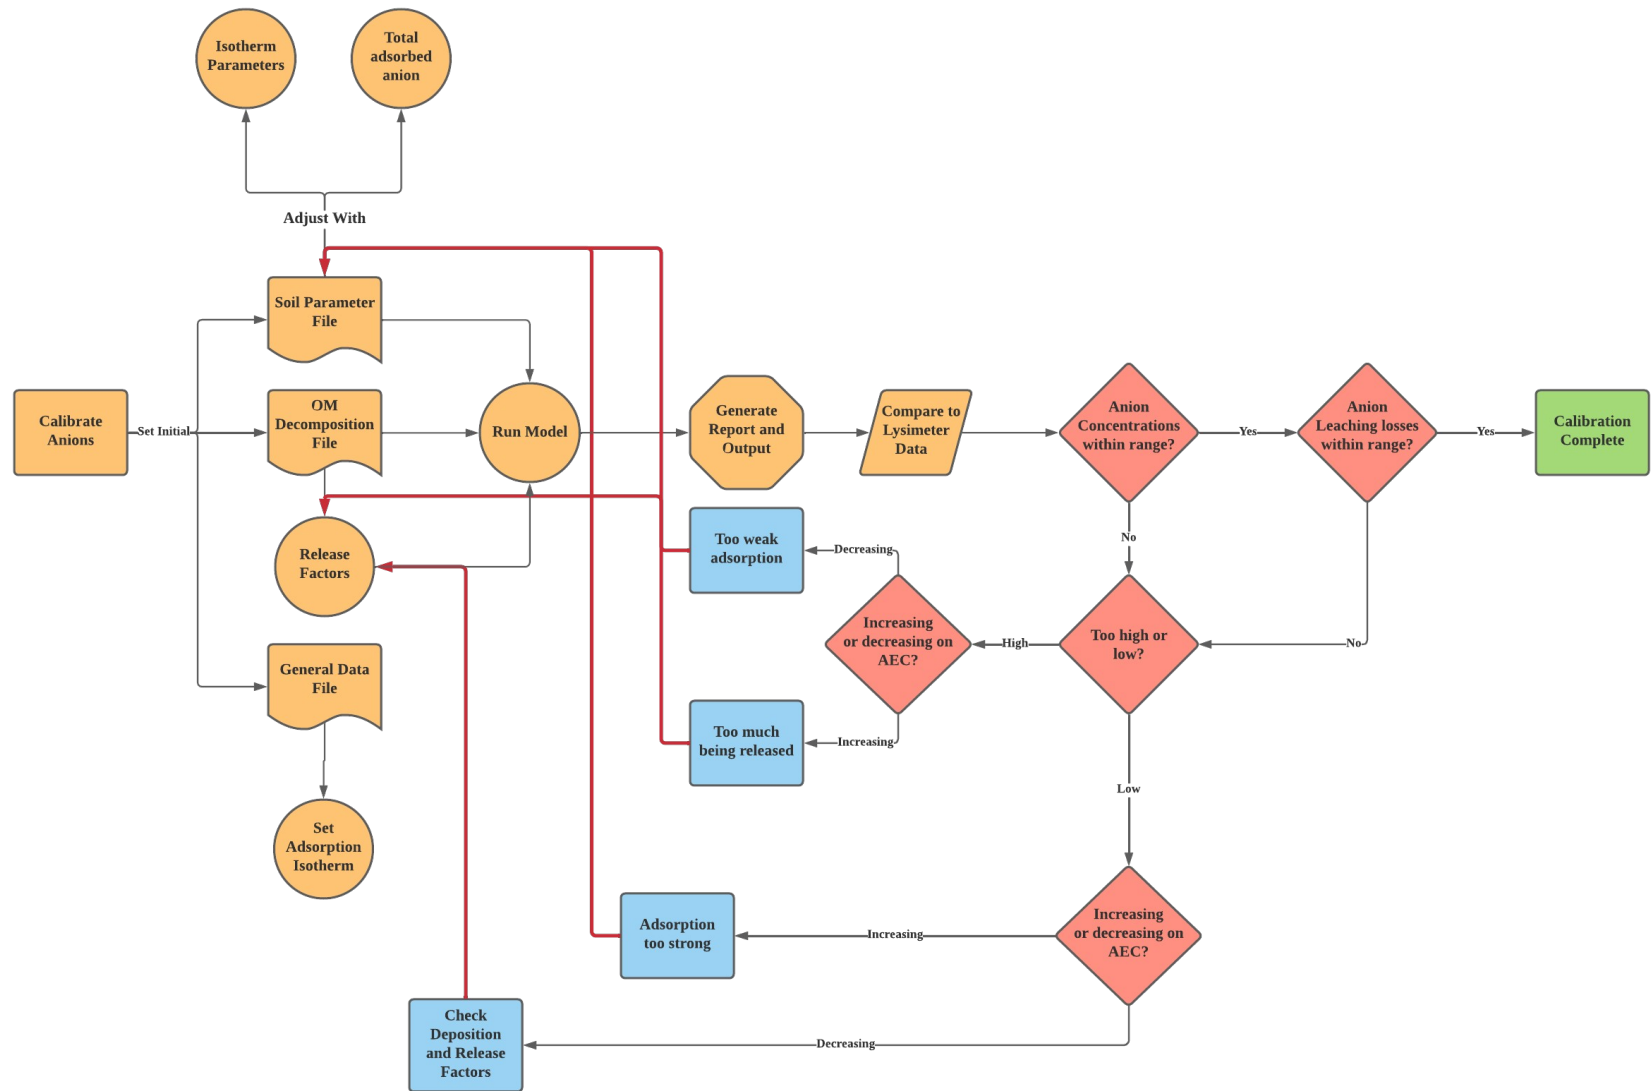 Isotherm
Parameters
Total
adsorbed
anion
Adjust With
Soil Parameter
File
Calibrate
Anions
Set Initial
OM
Decomposition
File
Run Model
Generate
Report and
Output
Compare to
Lysimeter
Data
Anion
Concentrations
within range?
Yes
Anion
Leaching losses
within range?
Yes
Calibration
Complete
Release
Factors
Too weak
adsorption
Decreasing
No
Increasing
or decreasing on
AEC?
High
Too high or
low?
No
General Data
File
Too much
being released
Increasing
Low
Set
Adsorption
Isotherm
Adsorption
too strong
Increasing
Increasing
or decreasing on
AEC?
Check
Deposition
and Release
Factors
Decreasing